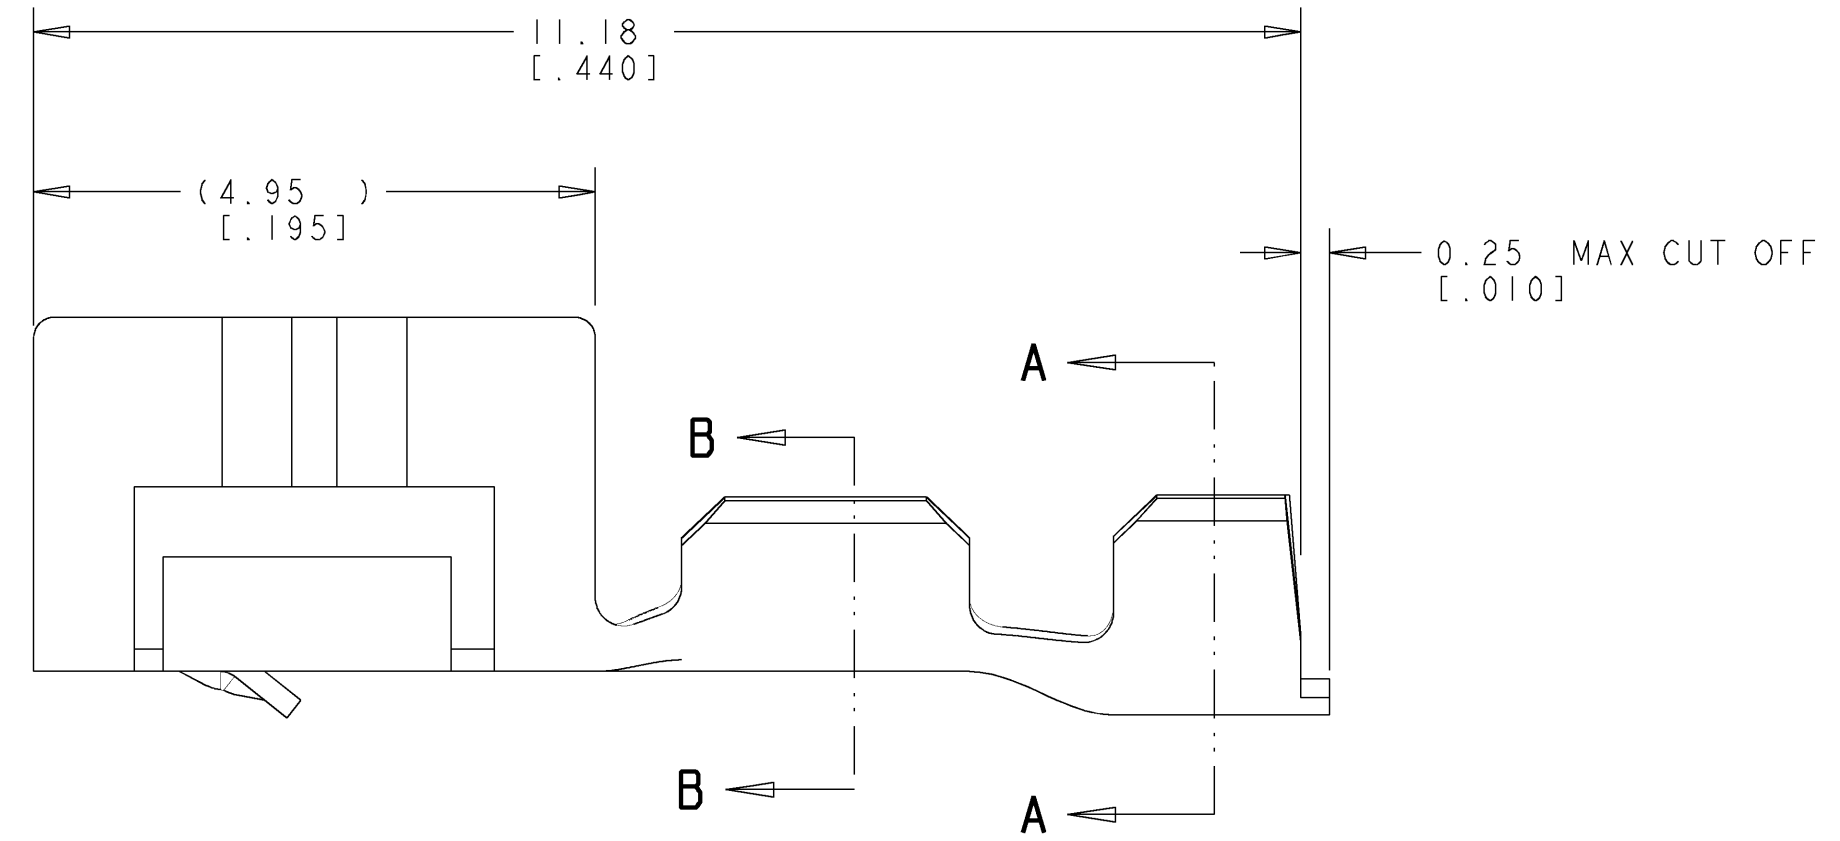 11.18
[.440]
(4.95 )
[.195]
0.25 MAX CUT OFF
[.010]
A
B
B
A